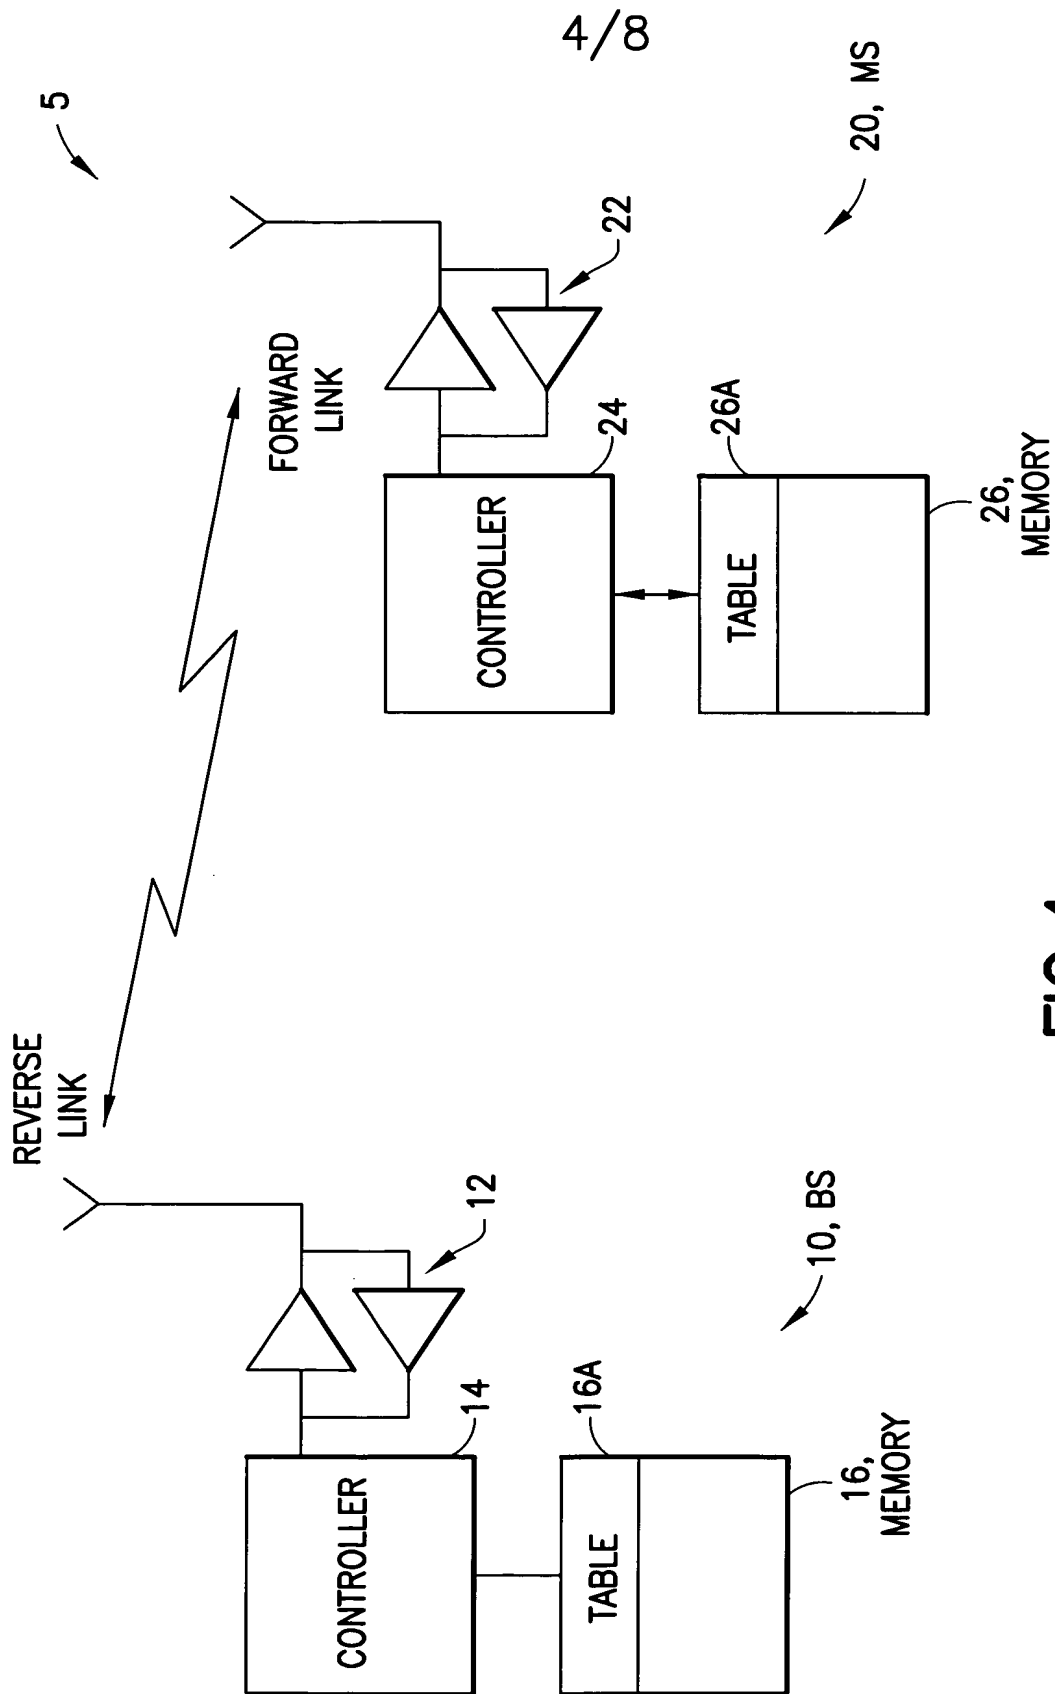 4/8
5
REVERSE
LINK
FORWARD
LINK
12
22
CONTROLLER
14
CONTROLLER
24
TABLE
16A
TABLE
26A
16,
MEMORY
26,
MEMORY
10, BS
20, MS